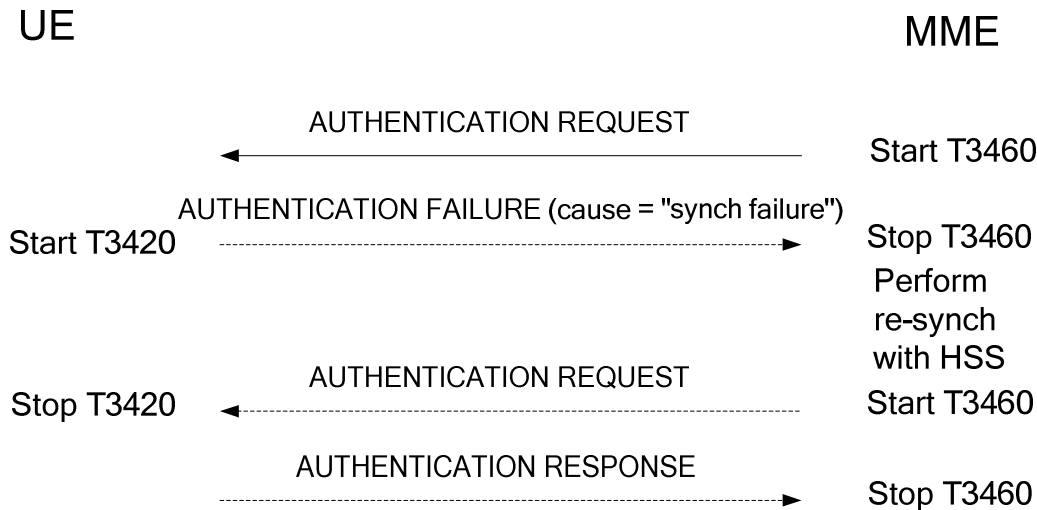 UE
MME
AUTHENTICATION REQUEST
Start T3460
AUTHENTICATION FAILURE (cause = "synch failure")
Start T3420
Stop T3460
Perform
re-synch
with HSS
AUTHENTICATION REQUEST
Stop T3420
Start T3460
AUTHENTICATION RESPONSE
Stop T3460